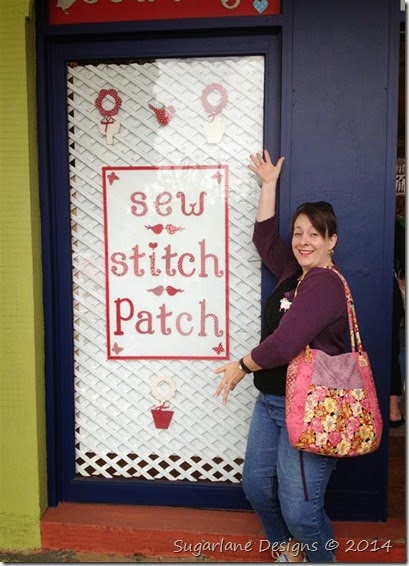 sew
stitch
Patch
Sugarlane Designs © 2014